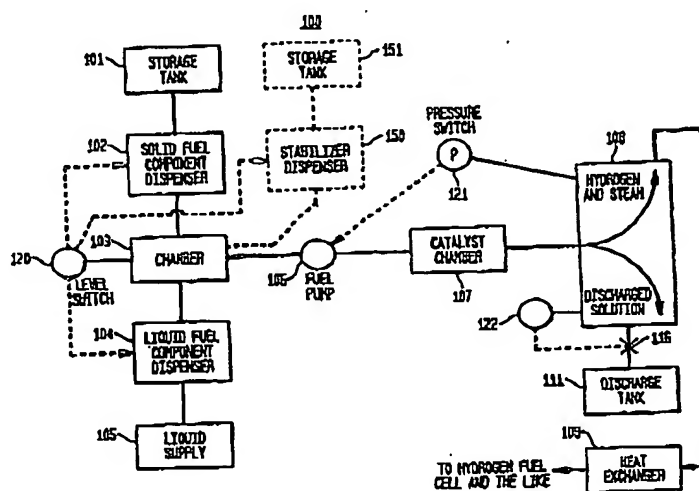 100
101
STORAGE
TANK
STORAGE
TANK
151
102
SOLID FUEL
COMPONENT
DISPENSER
STABILIZER
DISPENSER
150
PRESSURE
SWITCH
P
121
108
HYDROGEN
AND STEAM
103
CHAMBER
120
LEVEL
SWITCH
106
FUEL
PUMP
CATALYST
CHAMBER
107
DISCHARGED
SOLUTION
122
116
104
LIQUID FUEL
COMPONENT
DISPENSER
111
DISCHARGE
TANK
105
LIQUID
SUPPLY
109
HEAT
EXCHANGER
TO HYDROGEN FUEL
CELL AND THE LIKE